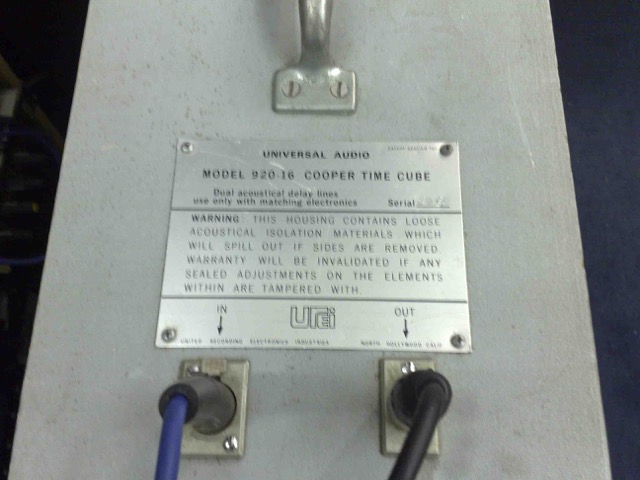 UNIVERSAL AUDIO
MODEL 920-16 COOPER TIME CUBE
Dual acoustical delay lines
use only with matching electronics Serial
WARNING: THIS HOUSING CONTAINS LOOSE
ACOUSTICAL ISOLATION MATERIALS WHICH
WILL SPILL OUT IF SIDES ARE REMOVED.
WARRANTY WILL BE INVALIDATED IF ANY
SEALED ADJUSTMENTS ON THE ELEMENTS
WITHIN ARE TAMPERED WITH.
IN UREi OUT
UNITED RECORDING ELECTRONICS INDUSTRIES NORTH HOLLYWOOD, CALIF.